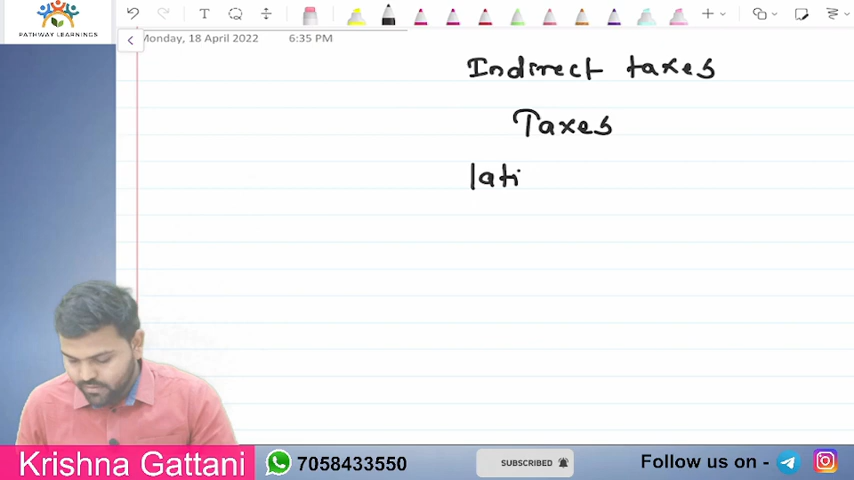 PATHWAY LEARNINGS
Monday, 18 April 2022 6:35 PM
Indirect taxes
Taxes
lati
Krishna Gattani
7058433550
SUBSCRIBED
Follow us on -